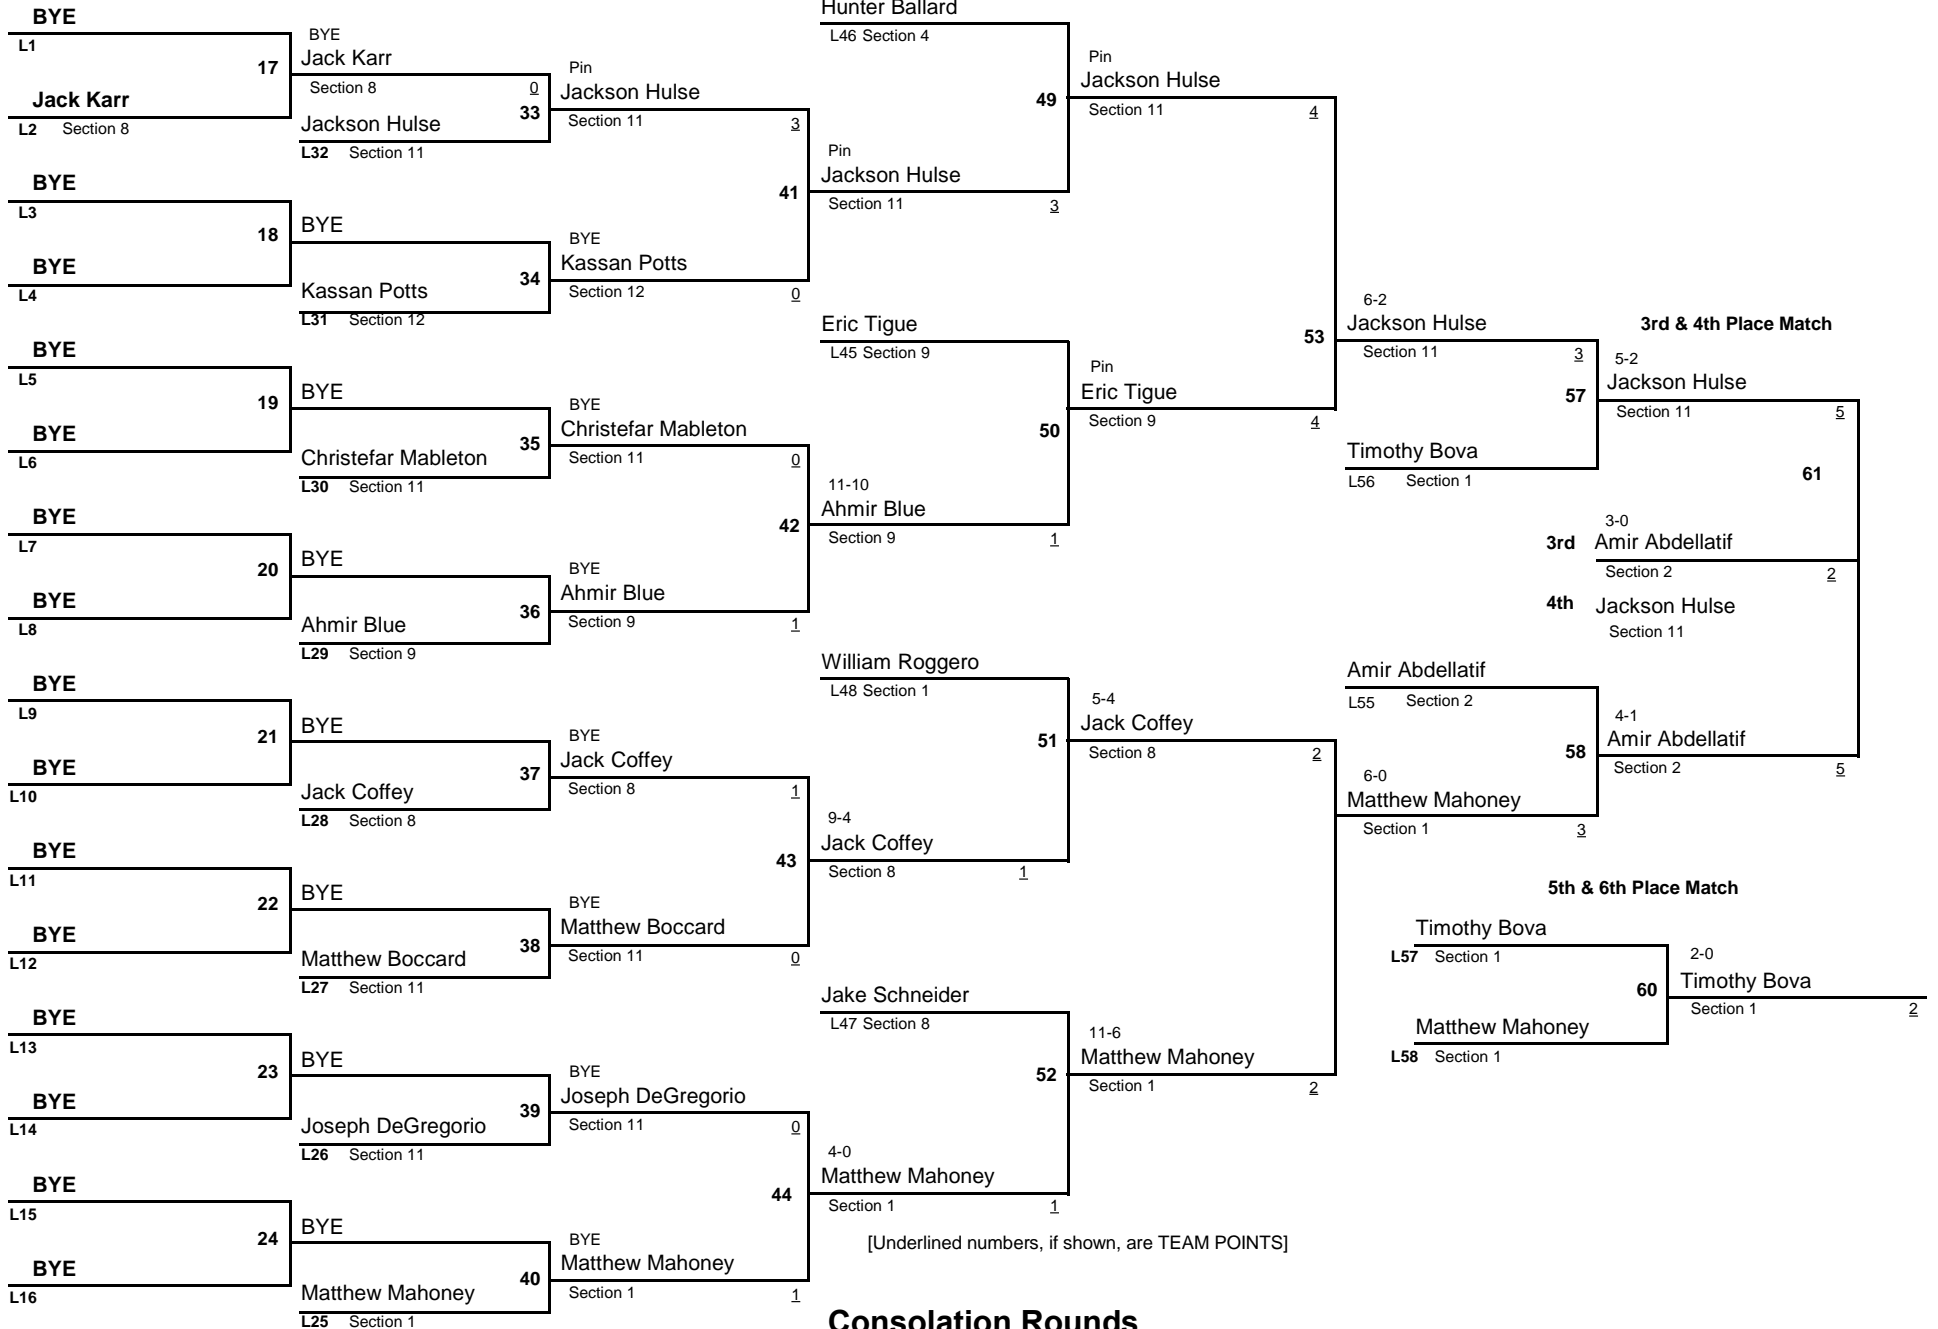 BYE
L1
17
Jack Karr
L2 Section 8
BYE
L3
18
BYE
L4
BYE
L5
19
BYE
L6
BYE
L7
20
BYE
L8
BYE
L9
21
BYE
L10
BYE
L11
22
BYE
L12
BYE
L13
23
BYE
L14
BYE
L15
24
BYE
L16
BYE
Jack Karr
Section 8 0
33
Jackson Hulse
L32 Section 11
BYE
34
Kassan Potts
L31 Section 12
BYE
35
Christefar Mableton
L30 Section 11
BYE
36
Ahmir Blue
L29 Section 9
BYE
37
Jack Coffey
L28 Section 8
BYE
38
Matthew Boccard
L27 Section 11
BYE
39
Joseph DeGregorio
L26 Section 11
BYE
40
Matthew Mahoney
L25 Section 1
Pin
Jackson Hulse
Section 11 3
41
BYE
Kassan Potts
Section 12 0
BYE
Christefar Mableton
Section 11 0
42
BYE
Ahmir Blue
Section 9 1
BYE
Jack Coffey
Section 8 1
43
BYE
Matthew Boccard
Section 11 0
BYE
Joseph DeGregorio
Section 11 0
44
BYE
Matthew Mahoney
Section 1 1
Hunter Ballard
L46 Section 4
49
Pin
Jackson Hulse
Section 11 3
Eric Tigue
L45 Section 9
50
11-10
Ahmir Blue
Section 9 1
William Roggero
L48 Section 1
51
9-4
Jack Coffey
Section 8 1
Jake Schneider
L47 Section 8
52
4-0
Matthew Mahoney
Section 1 1
[Underlined numbers, if shown, are TEAM POINTS]
Consolation Rounds
Pin
Jackson Hulse
Section 11 4
53
Pin
Eric Tigue
Section 9 4
5-4
Jack Coffey
Section 8 2
11-6
Matthew Mahoney
Section 1 2
6-2
Jackson Hulse
Section 11 3
57
Timothy Bova
L56 Section 1
Amir Abdellatif
L55 Section 2
58
6-0
Matthew Mahoney
Section 1 3
3rd & 4th Place Match
5-2
Jackson Hulse
Section 11 5
61
3-0
3rd Amir Abdellatif
Section 2 2
4th Jackson Hulse
Section 11
4-1
Amir Abdellatif
Section 2 5
5th & 6th Place Match
Timothy Bova
L57 Section 1
60
Matthew Mahoney
L58 Section 1
2-0
Timothy Bova
Section 1 2